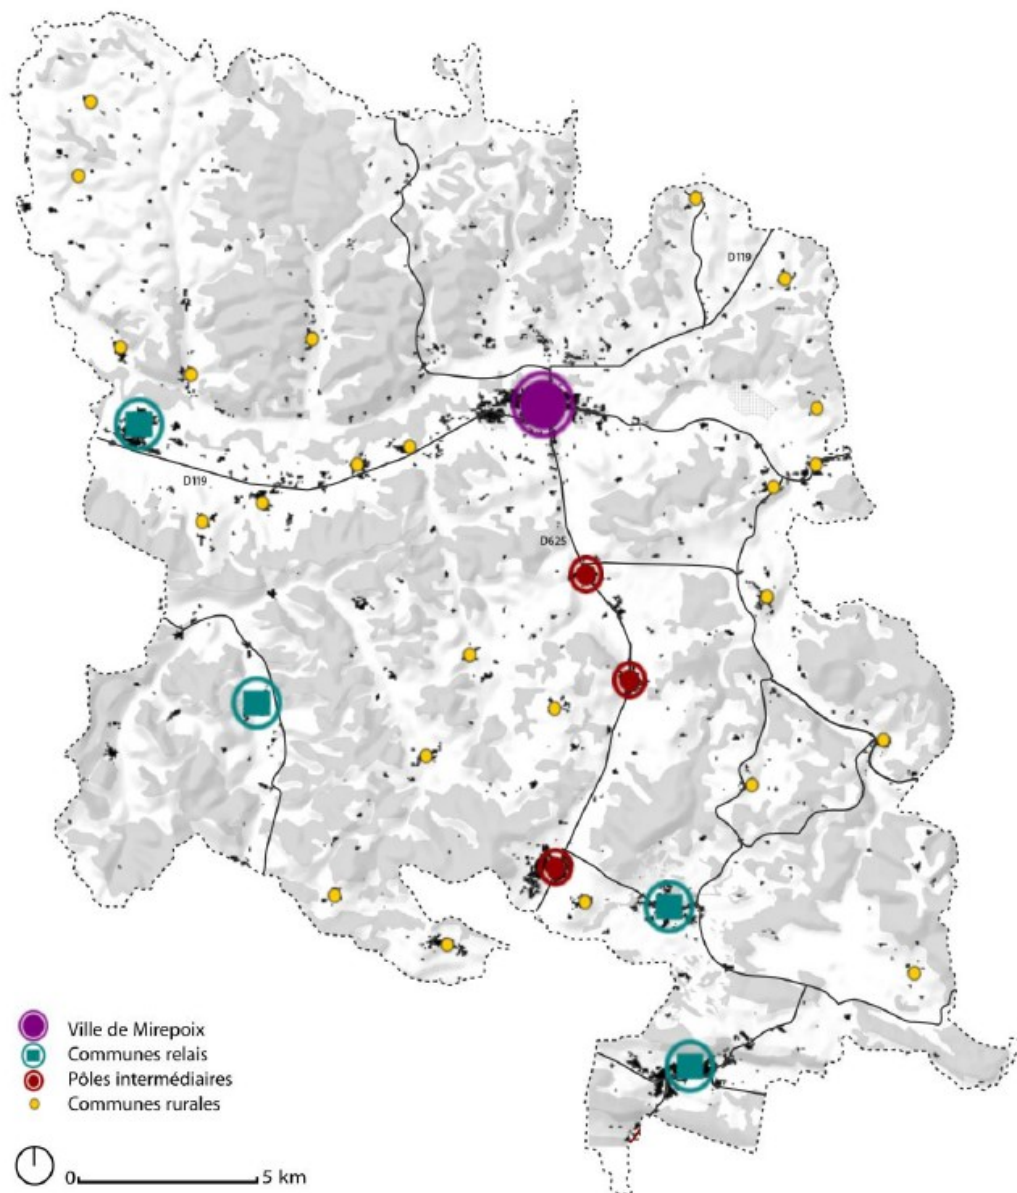 D119
D119
D625
Ville de Mirepoix
Communes relais
Pôles intermédiaires
Communes rurales
0 5 km